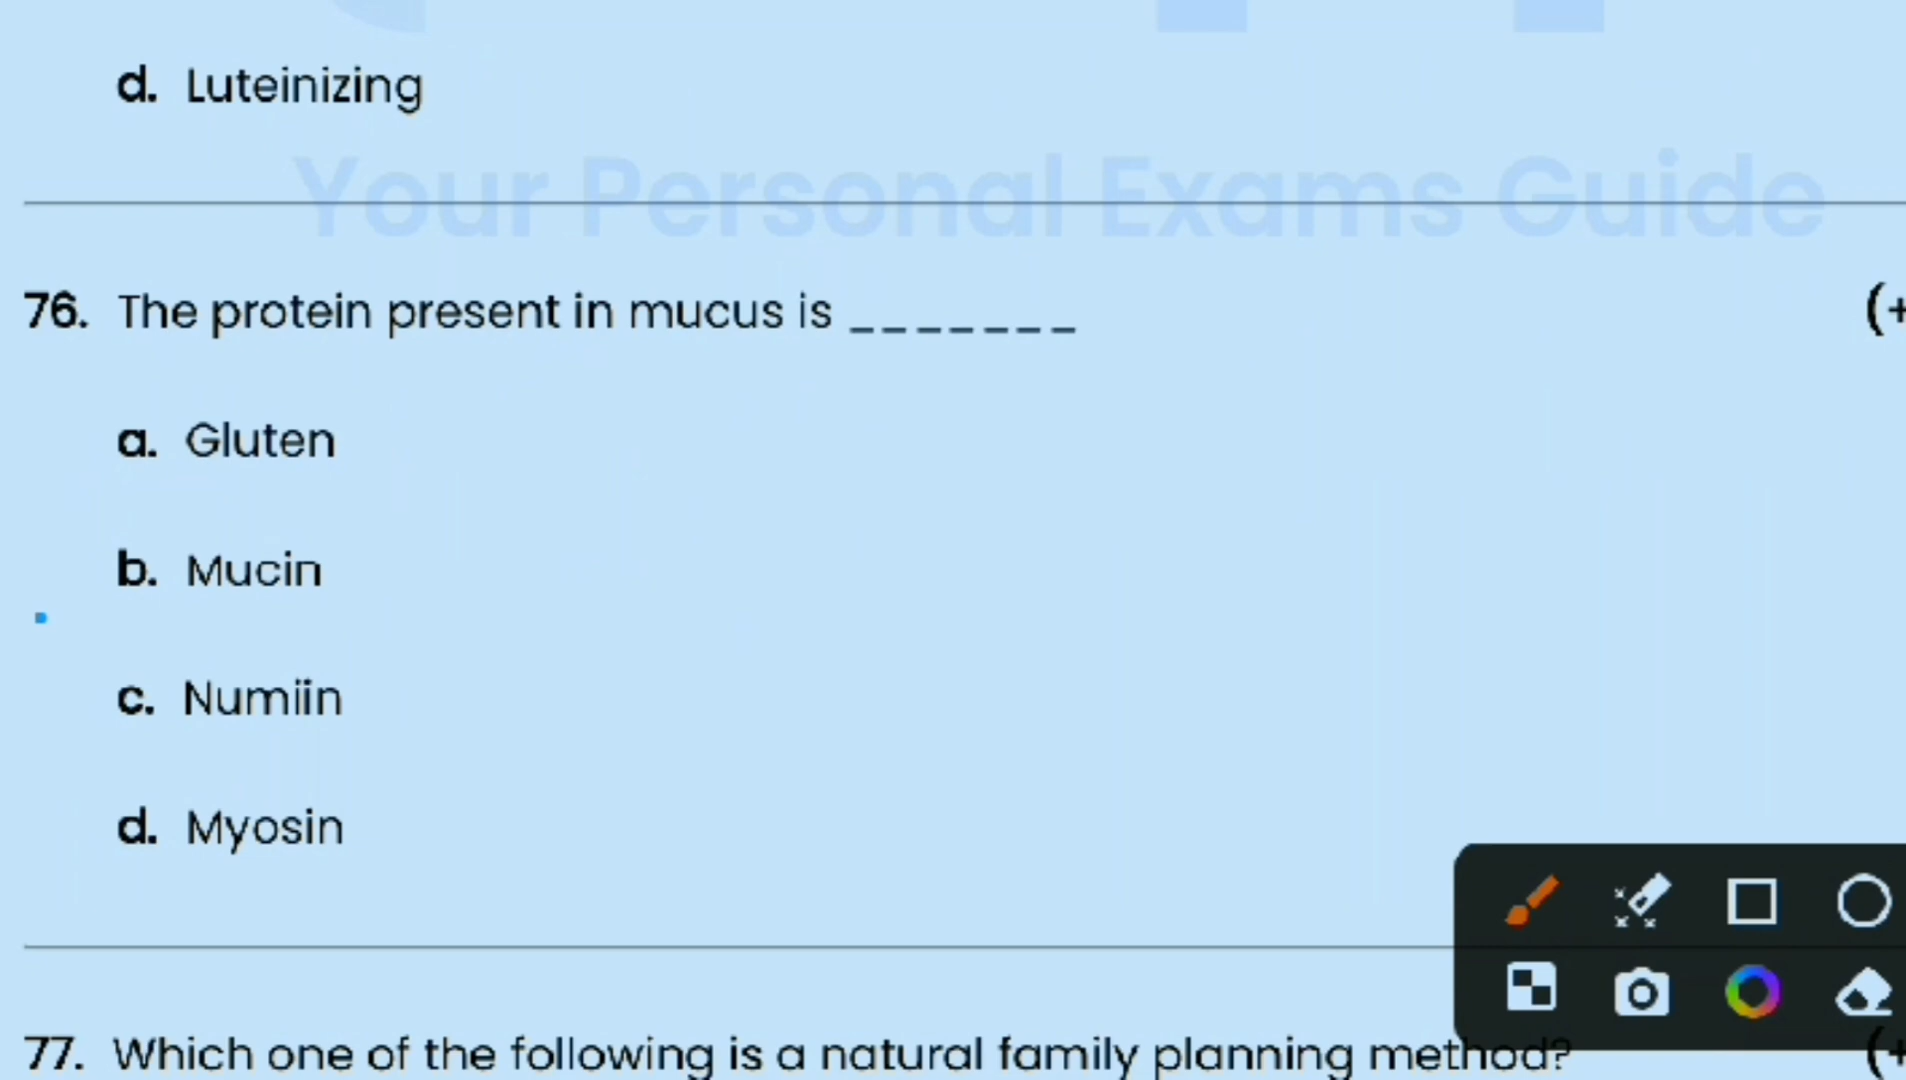 d. Luteinizing
Your Personal Exams Guide
76. The protein present in mucus is _______ (+
a. Gluten
b. Mucin
c. Numiin
d. Myosin
77. Which one of the following is a natural family planning method? (+